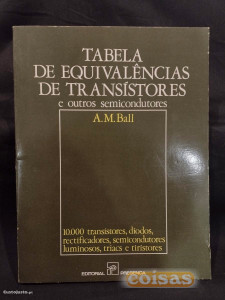 TABELA
DE EQUIVALÊNCIAS
DE TRANSÍSTORES
e outros semicondutores
A. M. Ball
10.000 transístores, díodos,
rectificadores, semicondutores
luminosos, triacs e tirístores
EDITORIAL PRESENÇA
coisas